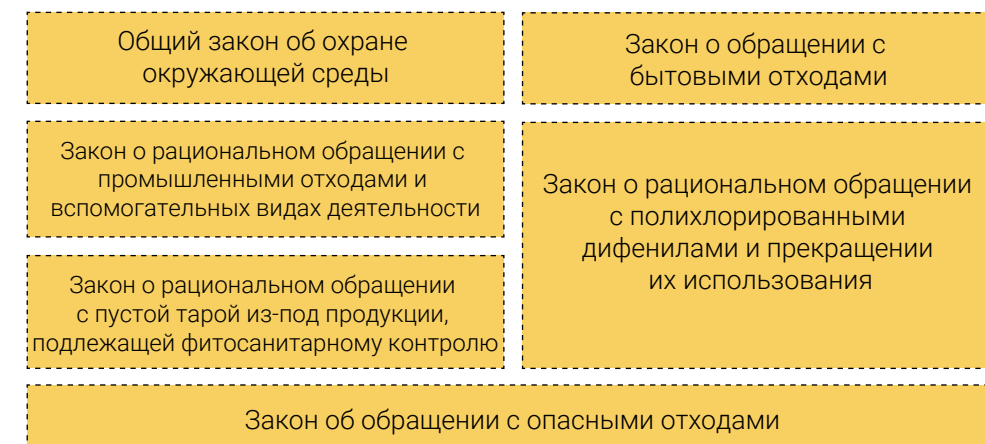 Общий закон об охране
окружающей среды
Закон о обращении с
бытовыми отходами
Закон о рациональном обращении с
промышленными отходами и
вспомогательных видах деятельности
Закон о рациональном обращении
с полихлорированными
дифенилами и прекращении
их использования
Закон о рациональном обращении
с пустой тарой из-под продукции,
подлежащей фитосанитарному контролю
Закон об обращении с опасными отходами